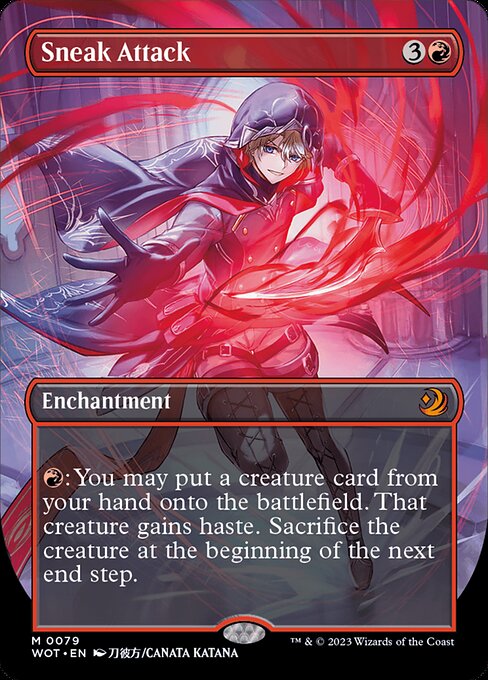 Sneak Attack 3
Enchantment
: You may put a creature card from
your hand onto the battlefield. That
creature gains haste. Sacrifice the
creature at the beginning of the next
end step.
M 0079
WOT • EN 刀彼方/CANATA KATANA
™ & © 2023 Wizards of the Coast